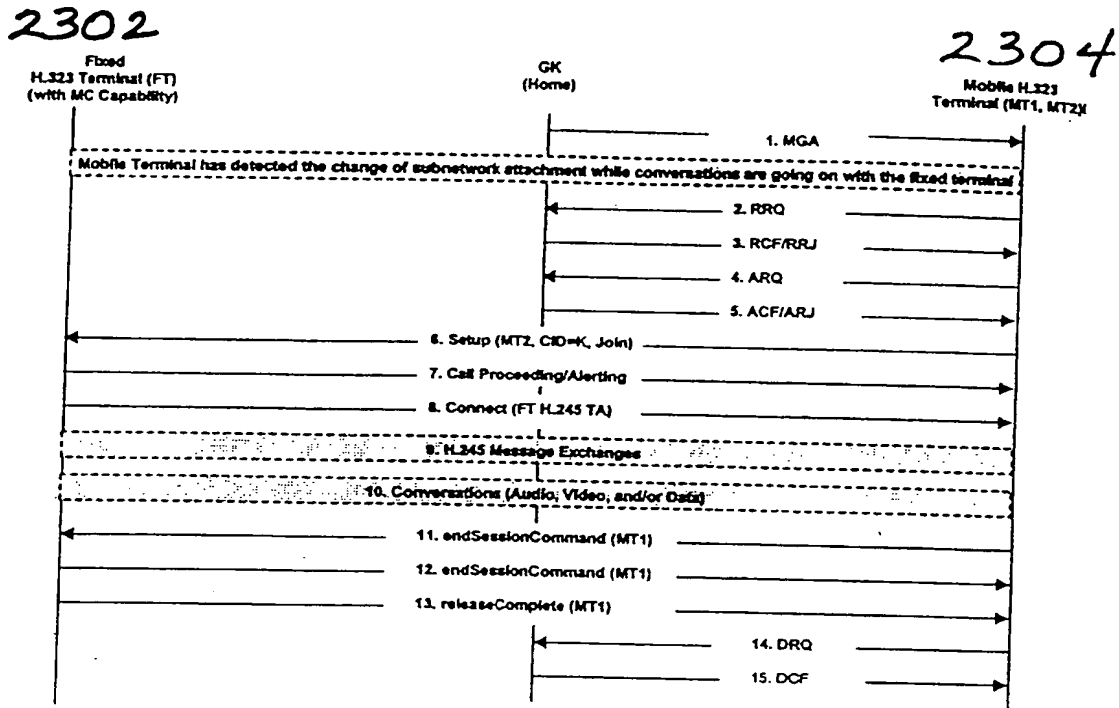 2302
Fixed
H.323 Terminal (FT)
(with MC Capability)
GK
(Home)
2304
Mobile H.323
Terminal (MT1, MT2)
1. MGA
Mobile Terminal has detected the change of subnetwork attachment while conversations are going on with the fixed terminal
2. RRQ
3. RCF/RRJ
4. ARQ
5. ACF/ARJ
6. Setup (MT2, CID=K, Join)
7. Call Proceeding/Alerting
8. Connect (FT H.245 TA)
9. H.245 Message Exchanges
10. Conversations (Audio, Video, and/or Data)
11. endSessionCommand (MT1)
12. endSessionCommand (MT1)
13. releaseComplete (MT1)
14. DRQ
15. DCF